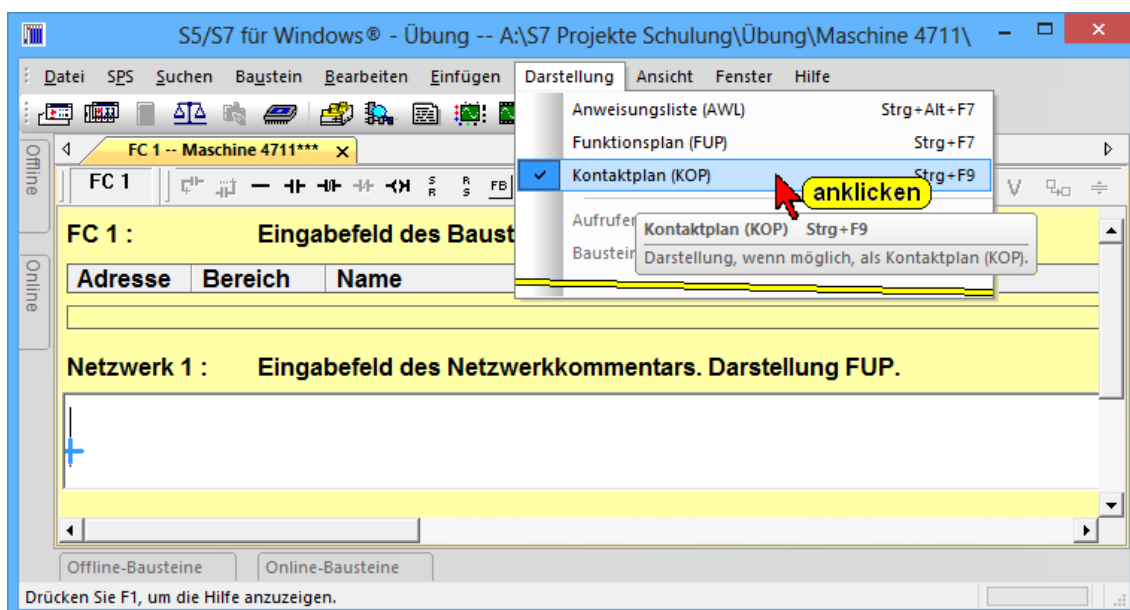 S5/S7 für Windows® - Übung -- A:\S7 Projekte Schulung\Übung\Maschine 4711\
Datei SPS Suchen Baustein Bearbeiten Einfügen Darstellung Ansicht Fenster Hilfe
Anweisungsliste (AWL) Strg+Alt+F7
Funktionsplan (FUP) Strg+F7
Kontaktplan (KOP) Strg+F9
anklicken
Aufrufe
Baustein
Kontaktplan (KOP) Strg+F9
Darstellung, wenn möglich, als Kontaktplan (KOP).
Offline
Online
FC 1 -- Maschine 4711***
FC 1 S R R S FB V
FC 1 : Eingabefeld des Baust
Adresse Bereich Name
Netzwerk 1 : Eingabefeld des Netzwerkkommentars. Darstellung FUP.
Offline-Bausteine Online-Bausteine
Drücken Sie F1, um die Hilfe anzuzeigen.